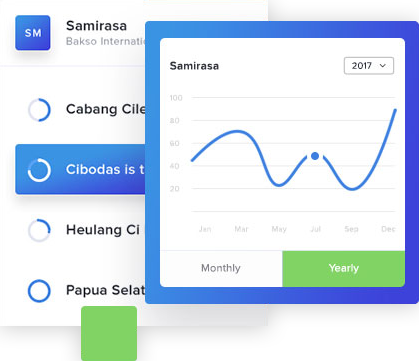 SM
Samirasa
Bakso Internatio
Cabang Cile
Cibodas is t
Heulang Ci
Papua Selat
Samirasa
2017
100
80
60
40
20
Jan Mar May Jul Sep Dec
Monthly
Yearly